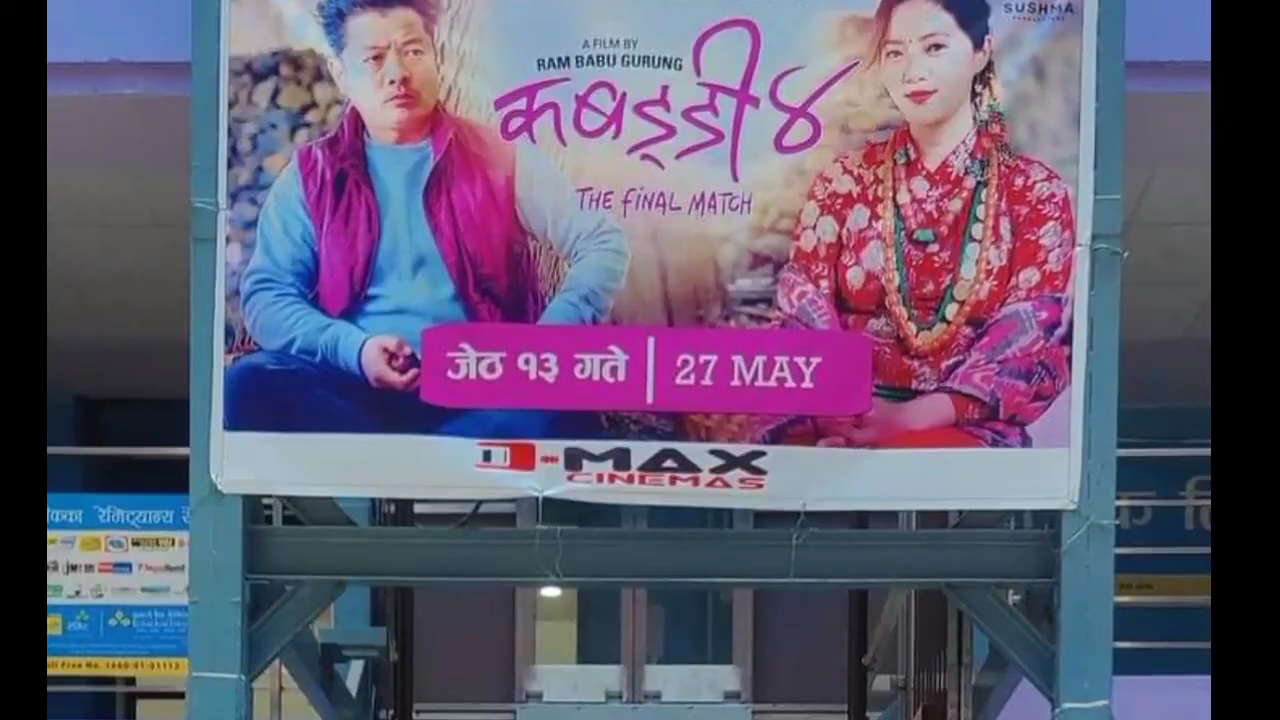 SUSHMA
A FILM BY
RAM BABU GURUNG
कबड्डी ४
THE FINAL MATCH
जेठ १३ गते | 27 MAY
D-MAX
CINEMAS
रेमिट्यान्स